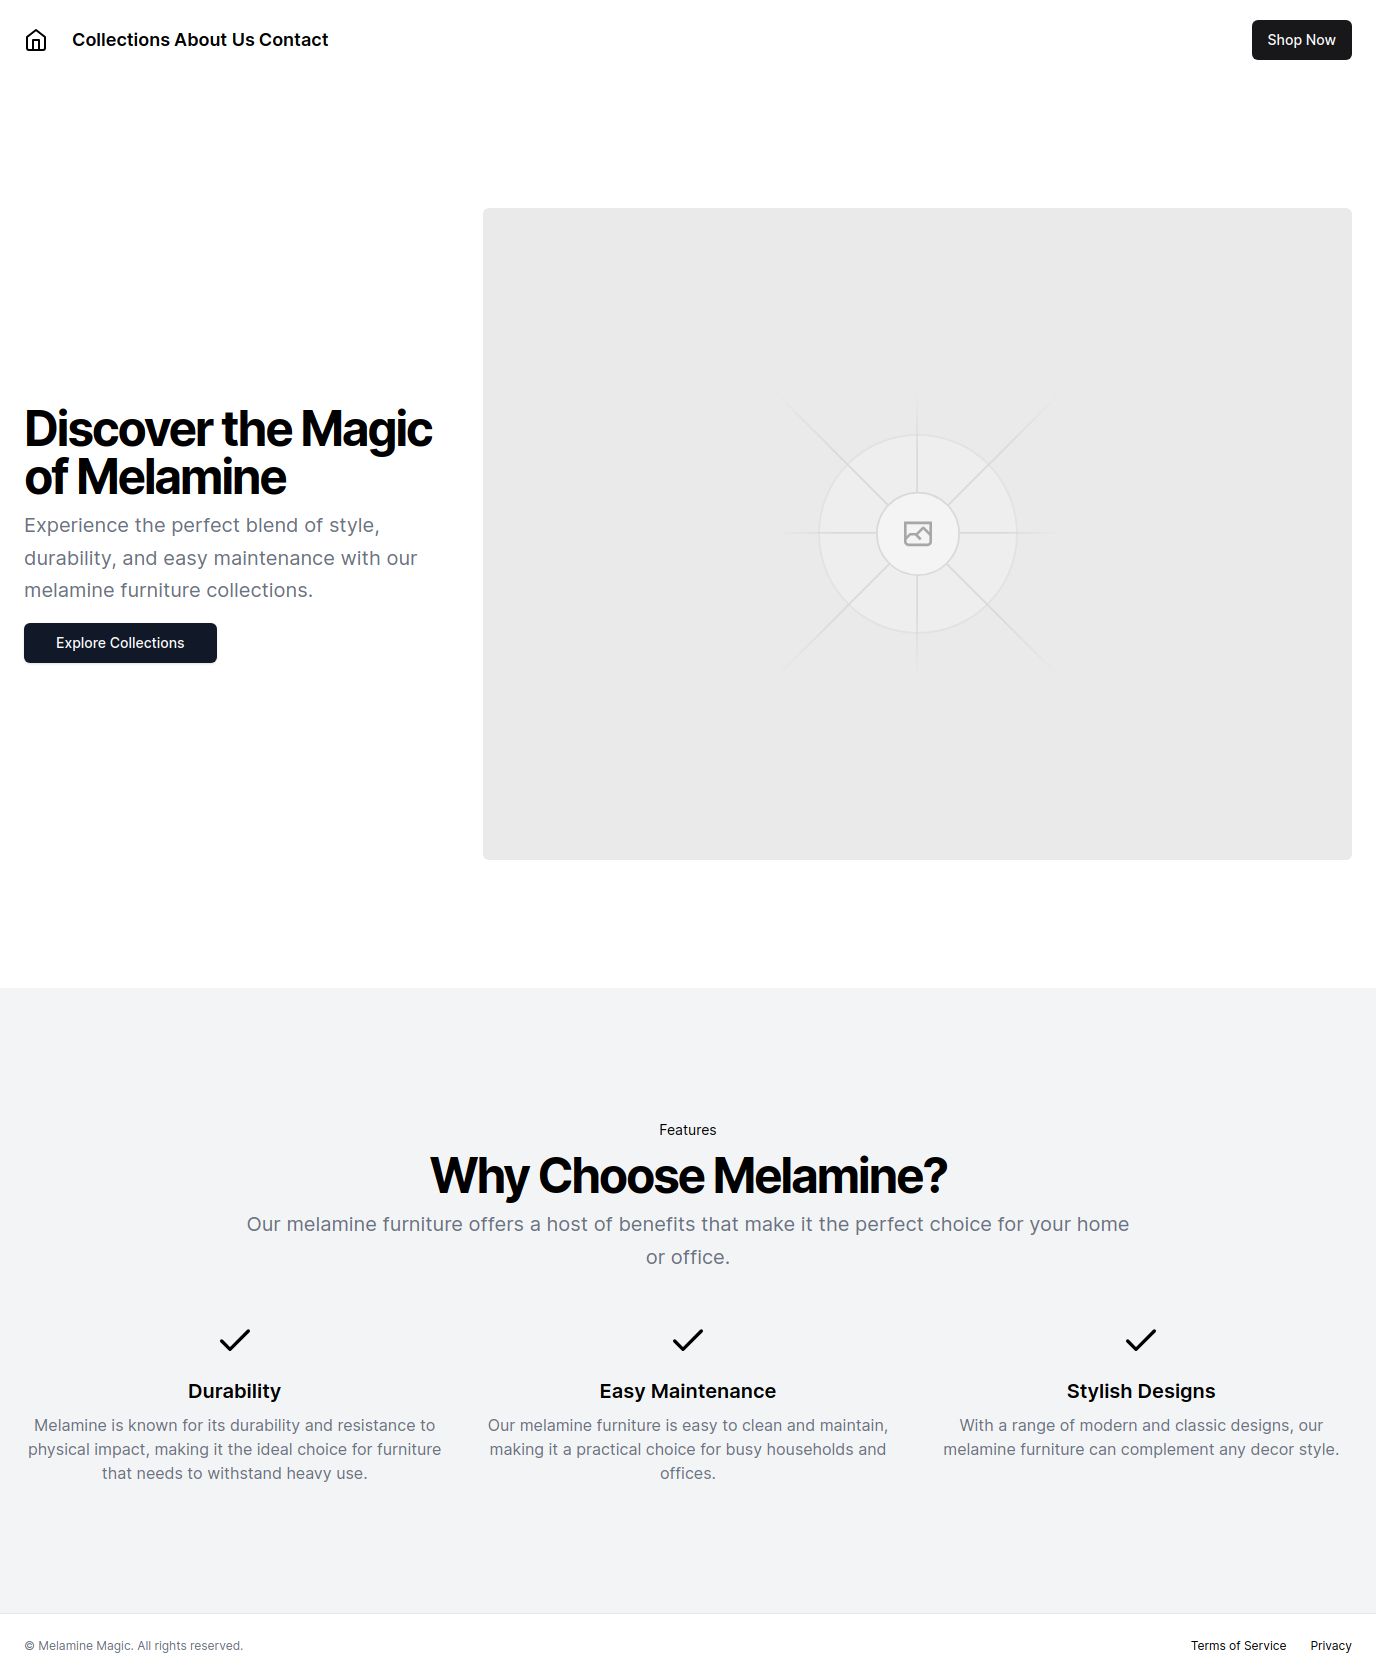 Collections About Us Contact
Shop Now
Discover the Magic
of Melamine
Experience the perfect blend of style,
durability, and easy maintenance with our
melamine furniture collections.
Explore Collections
Features
Why Choose Melamine?
Our melamine furniture offers a host of benefits that make it the perfect choice for your home
or office.
Durability
Melamine is known for its durability and resistance to
physical impact, making it the ideal choice for furniture
that needs to withstand heavy use.
Easy Maintenance
Our melamine furniture is easy to clean and maintain,
making it a practical choice for busy households and
offices.
Stylish Designs
With a range of modern and classic designs, our
melamine furniture can complement any decor style.
© Melamine Magic. All rights reserved.
Terms of Service
Privacy